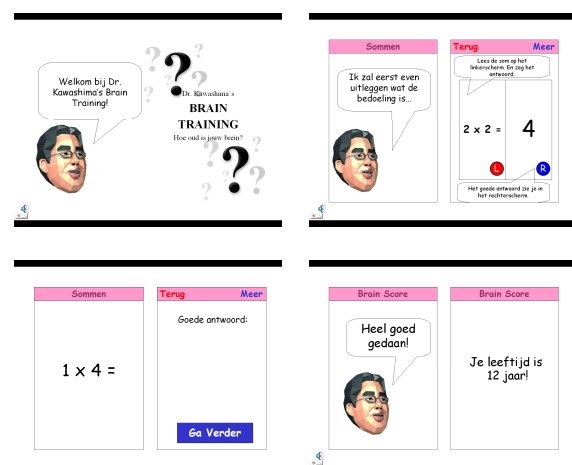 Welkom bij Dr.
Kawashima's Brain
Training!
Dr. Kawashima's
BRAIN
TRAINING
Hoe oud is jouw brein?
Sommen
Ik zal eerst even
uitleggen wat de
bedoeling is...
Terug Meer
Lees de som op het
linkerscherm. En zeg het
antwoord.
2 x 2 = 4
L R
Het goede antwoord zie je in
het rechterscherm.
Sommen
1 x 4 =
Terug Meer
Goede antwoord:
Ga Verder
Brain Score
Heel goed
gedaan!
Brain Score
Je leeftijd is
12 jaar!